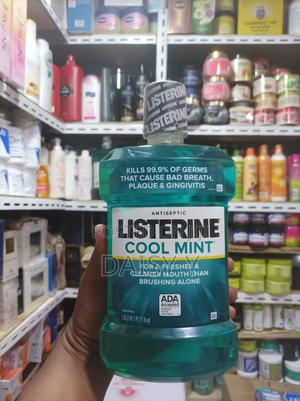 LISTERINE
LISTERINE
KILLS 99.9% OF GERMS
THAT CAUSE BAD BREATH,
PLAQUE & GINGIVITIS
ANTISEPTIC
LISTERINE
COOL MINT
FOR A FRESHER &
CLEANER MOUTH THAN
BRUSHING ALONE
ADA
Accepted